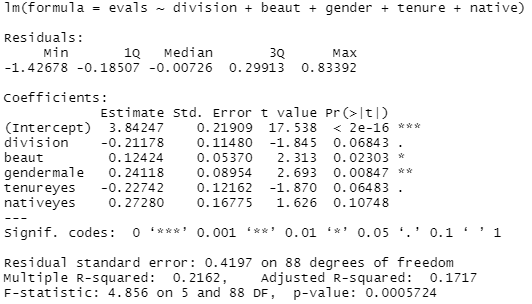 lm(formula = evals ~ division + beaut + gender + tenure + native)
Residuals:
Min 1Q Median 3Q Max
-1.42678 -0.18507 -0.00726 0.29913 0.83392
Coefficients:
Estimate Std. Error t value Pr(>|t|)
(Intercept) 3.84247 0.21909 17.538 < 2e-16 ***
division -0.21178 0.11480 -1.845 0.06843 .
beaut 0.12424 0.05370 2.313 0.02303 *
gendermale 0.24118 0.08954 2.693 0.00847 **
tenureyes -0.22742 0.12162 -1.870 0.06483 .
nativeyes 0.27280 0.16775 1.626 0.10748
---
Signif. codes: 0 ‘***’ 0.001 ‘**’ 0.01 ‘*’ 0.05 ‘.’ 0.1 ‘ ’ 1
Residual standard error: 0.4197 on 88 degrees of freedom
Multiple R-squared: 0.2162, Adjusted R-squared: 0.1717
F-statistic: 4.856 on 5 and 88 DF, p-value: 0.0005724